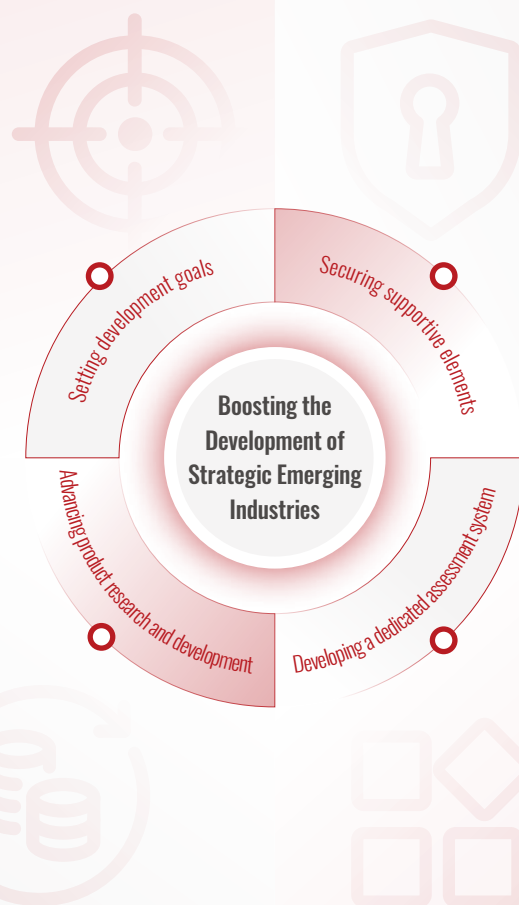 Setting development goals
Securing supportive elements
Boosting the
Development of
Strategic Emerging
Industries
Advancing product research and development
Developing a dedicated assessment system